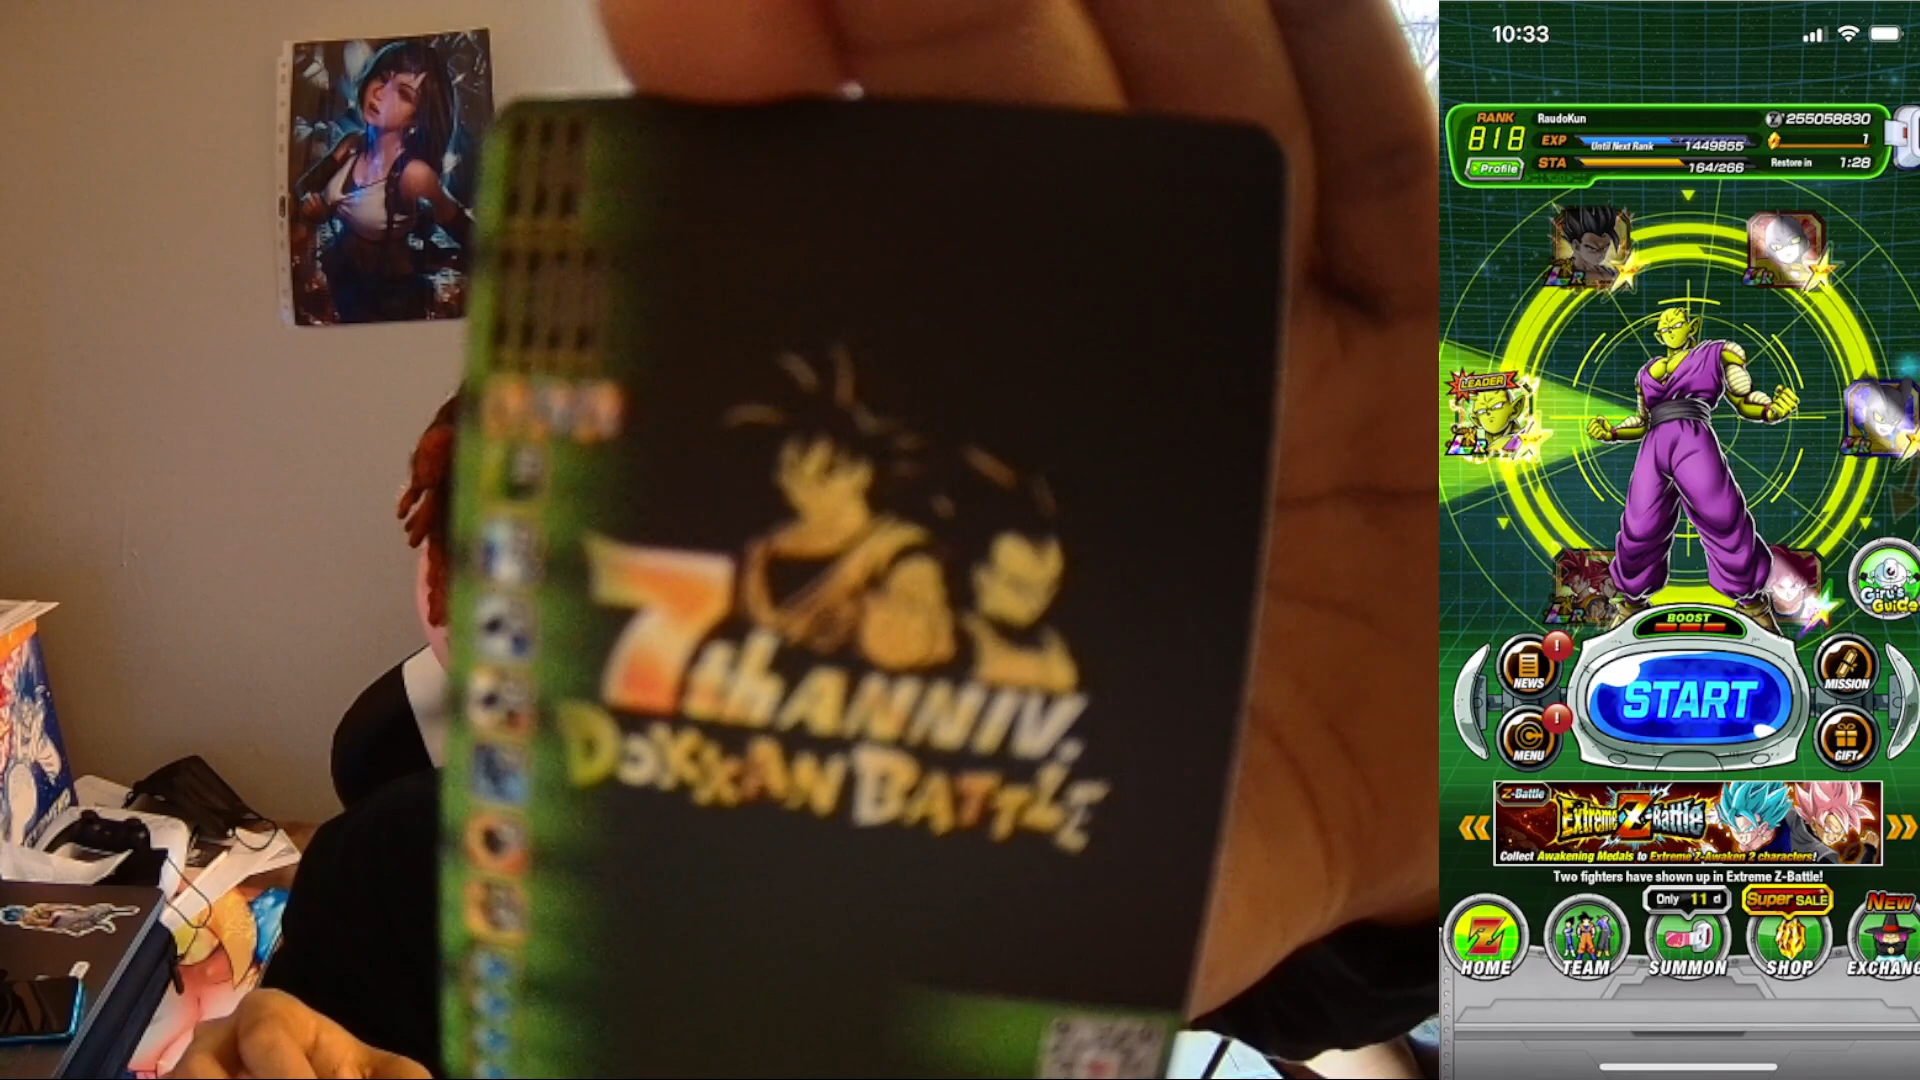 7th ANNIV.
DOKKAN BATTLE
10:33
RANK
818
Profile
RaudoKun
255058830
EXP
Until Next Rank
1449855
1
STA
164/266
Restore in
1:28
LEADER
Giru's
Guide
BOOST
NEWS
START
MISSION
MENU
GIFT
Z-Battle
Extreme Z-Battle
Collect Awakening Medals to Extreme Z-Awaken 2 characters!
Two fighters have shown up in Extreme Z-Battle!
Only 11 d
Super SALE
New
HOME
TEAM
SUMMON
SHOP
EXCHANG